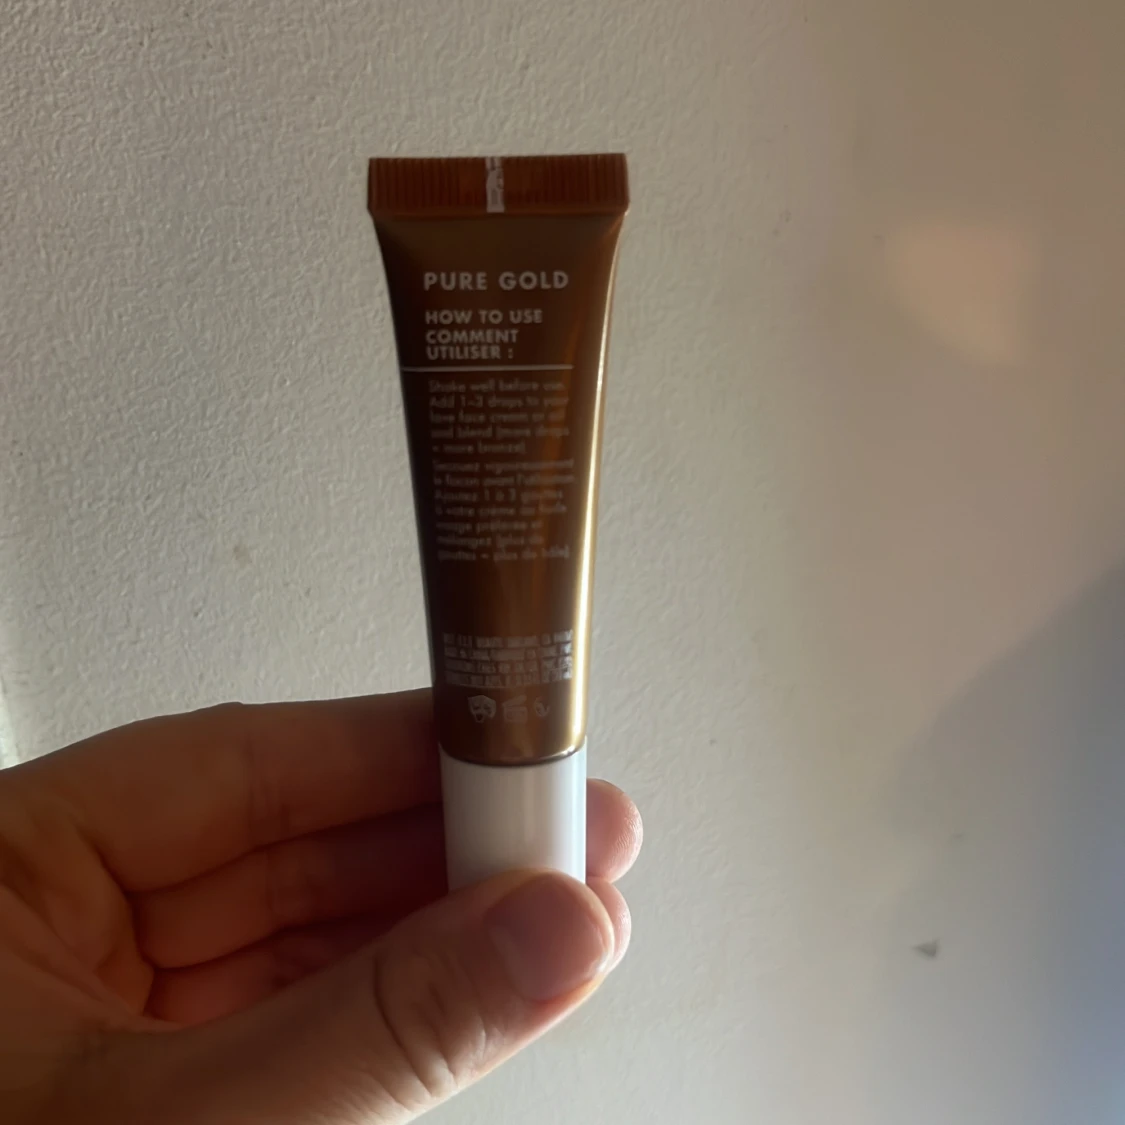 PURE GOLD
HOW TO USE
COMMENT
UTILISER :
Shake well before use.
Add 1-3 drops to your
fave face cream or oil
and blend (more drops
= more bronze)
Secouez vigoureusement
le flacon avant l'utilisation.
Ajoutez 1 à 3 gouttes
à votre crème ou huile
visage préférée et
mélangez (plus de
gouttes = plus de hâle)